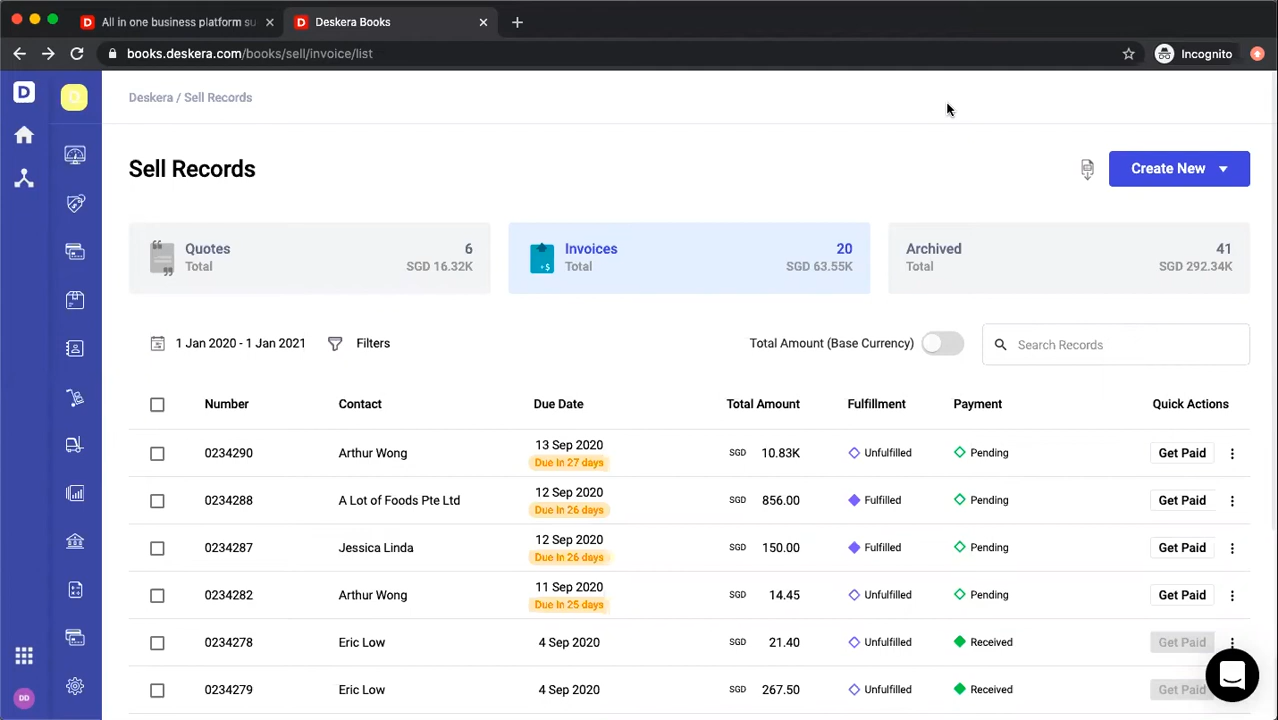 All in one business platform su
Deskera Books
books.deskera.com/books/sell/invoice/list
Incognito
D
D
Deskera / Sell Records
Sell Records
Create New
Quotes 6
Total SGD 16.32K
Invoices 20
Total SGD 63.55K
Archived 41
Total SGD 292.34K
1 Jan 2020 - 1 Jan 2021 Filters
Total Amount (Base Currency)
Search Records
Number Contact Due Date Total Amount Fulfillment Payment Quick Actions
0234290 Arthur Wong 13 Sep 2020 SGD 10.83K Unfulfilled Pending Get Paid
Due In 27 days
0234288 A Lot of Foods Pte Ltd 12 Sep 2020 SGD 856.00 Fulfilled Pending Get Paid
Due In 26 days
0234287 Jessica Linda 12 Sep 2020 SGD 150.00 Fulfilled Pending Get Paid
Due In 26 days
0234282 Arthur Wong 11 Sep 2020 SGD 14.45 Unfulfilled Pending Get Paid
Due In 25 days
0234278 Eric Low 4 Sep 2020 SGD 21.40 Unfulfilled Received Get Paid
0234279 Eric Low 4 Sep 2020 SGD 267.50 Unfulfilled Received Get Paid
DD